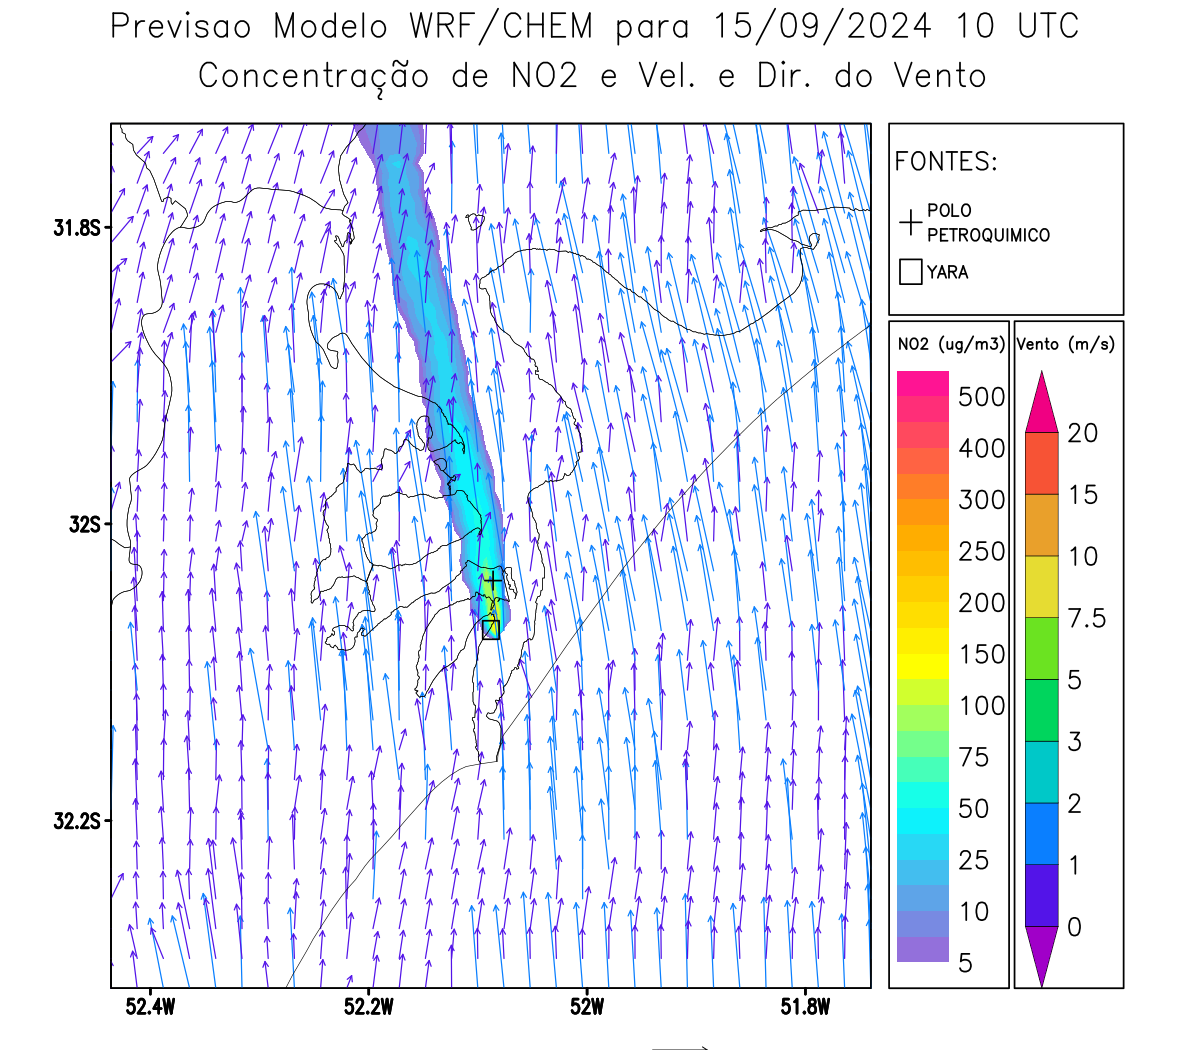 Previsao Modelo WRF/CHEM para 15/09/2024 10 UTC
Concentração de NO2 e Vel. e Dir. do Vento
FONTES:
POLO
PETROQUIMICO
YARA
NO2 (ug/m3)
500
400
300
250
200
150
100
75
50
25
10
5
Vento (m/s)
20
15
10
7.5
5
3
2
1
0
31.8S
32S
32.2S
52.4W
52.2W
52W
51.8W